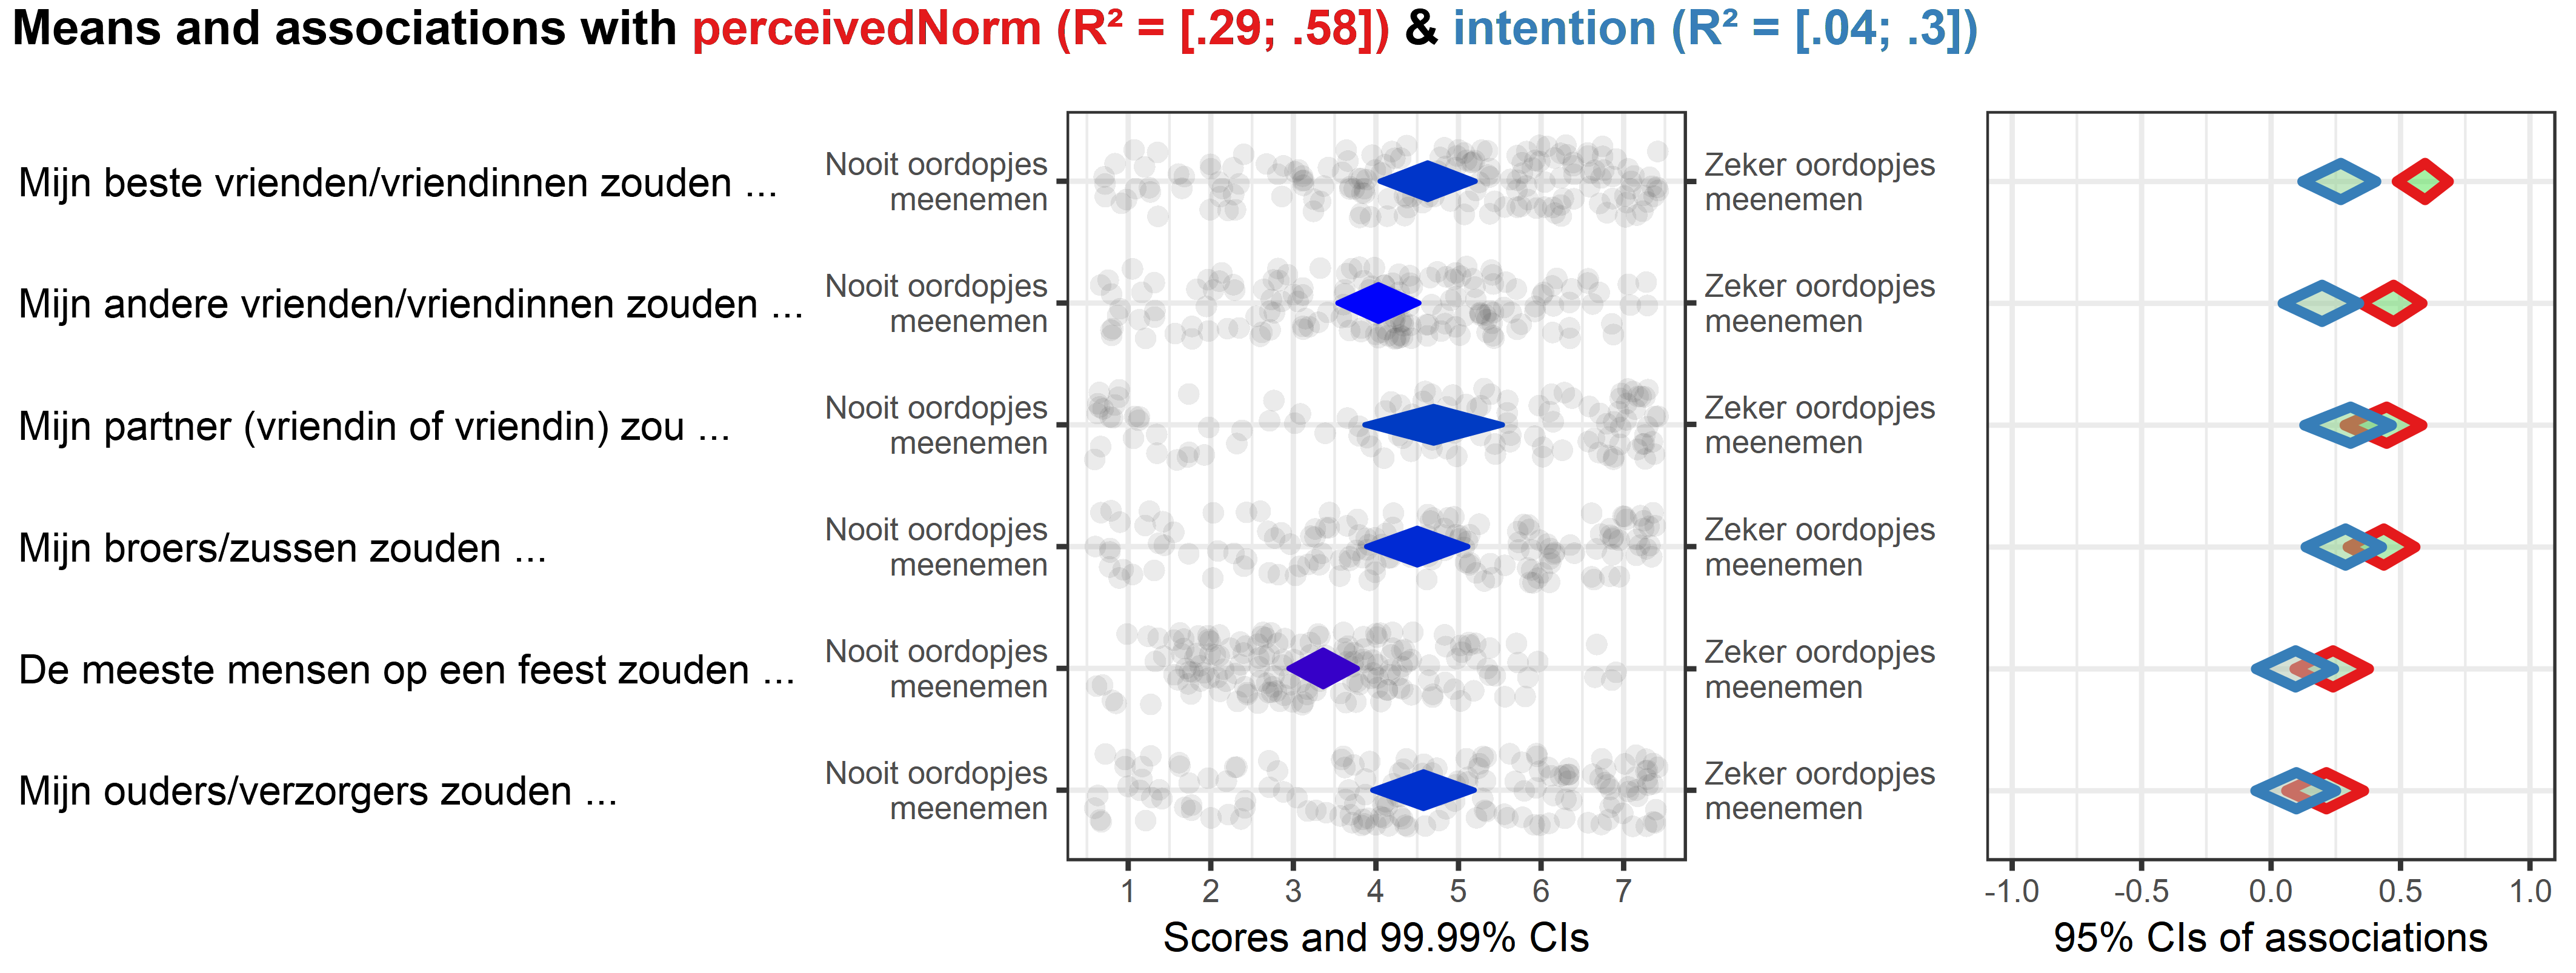 Means and associations with perceivedNorm (R² = [.29; .58]) & intention (R² = [.04; .3])
Mijn beste vrienden/vriendinnen zouden ...
Nooit oordopjes
meenemen
Zeker oordopjes
meenemen
Mijn andere vrienden/vriendinnen zouden ...
Nooit oordopjes
meenemen
Zeker oordopjes
meenemen
Mijn partner (vriendin of vriendin) zou ...
Nooit oordopjes
meenemen
Zeker oordopjes
meenemen
Mijn broers/zussen zouden ...
Nooit oordopjes
meenemen
Zeker oordopjes
meenemen
De meeste mensen op een feest zouden ...
Nooit oordopjes
meenemen
Zeker oordopjes
meenemen
Mijn ouders/verzorgers zouden ...
Nooit oordopjes
meenemen
Zeker oordopjes
meenemen
1 2 3 4 5 6 7
Scores and 99.99% CIs
-1.0 -0.5 0.0 0.5 1.0
95% CIs of associations